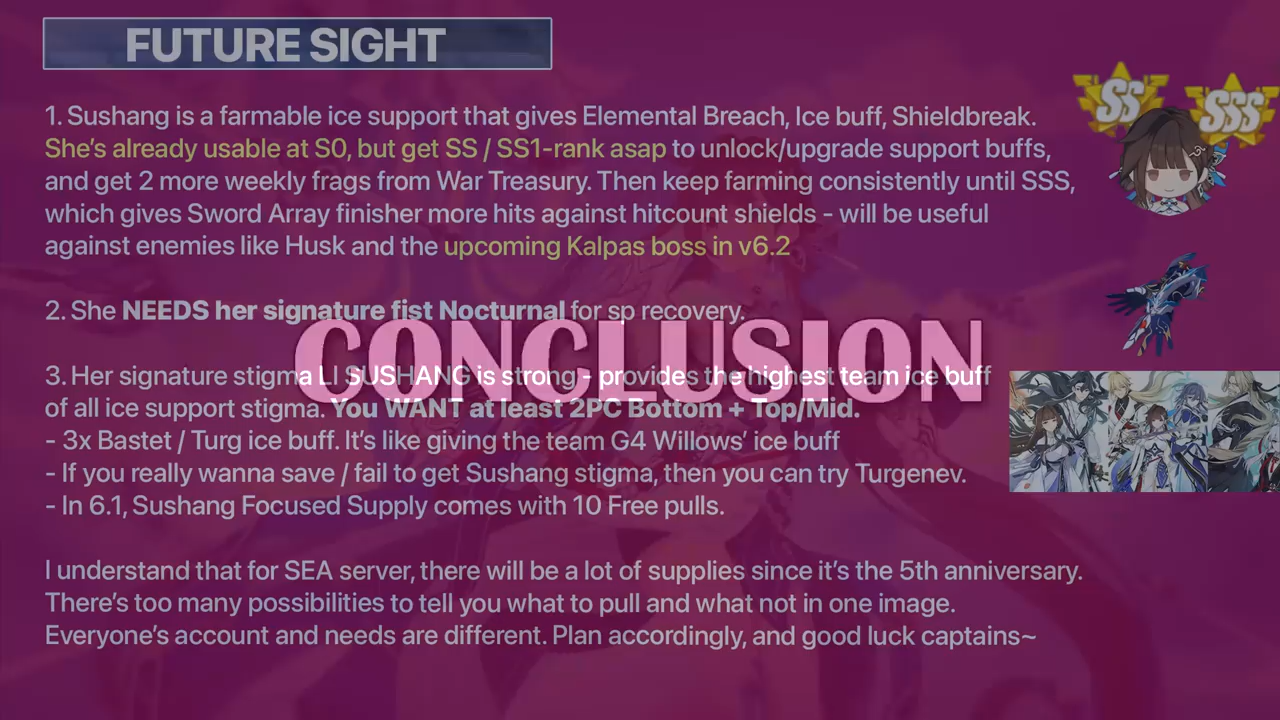 FUTURE SIGHT
SS
SSS
1. Sushang is a farmable ice support that gives Elemental Breach, Ice buff, Shieldbreak.
She's already usable at S0, but get SS / SS1-rank asap to unlock/upgrade support buffs,
and get 2 more weekly frags from War Treasury. Then keep farming consistently until SSS,
which gives Sword Array finisher more hits against hitcount shields - will be useful
against enemies like Husk and the upcoming Kalpas boss in v6.2
2. She NEEDS her signature fist Nocturnal for sp recovery.
CONCLUSION
3. Her signature stigma LI SUSHANG is strong - provides the highest team ice buff
of all ice support stigma. You WANT at least 2PC Bottom + Top/Mid.
- 3x Bastet / Turg ice buff. It's like giving the team G4 Willows' ice buff
- If you really wanna save / fail to get Sushang stigma, then you can try Turgenev.
- In 6.1, Sushang Focused Supply comes with 10 Free pulls.
I understand that for SEA server, there will be a lot of supplies since it's the 5th anniversary.
There's too many possibilities to tell you what to pull and what not in one image.
Everyone's account and needs are different. Plan accordingly, and good luck captains~